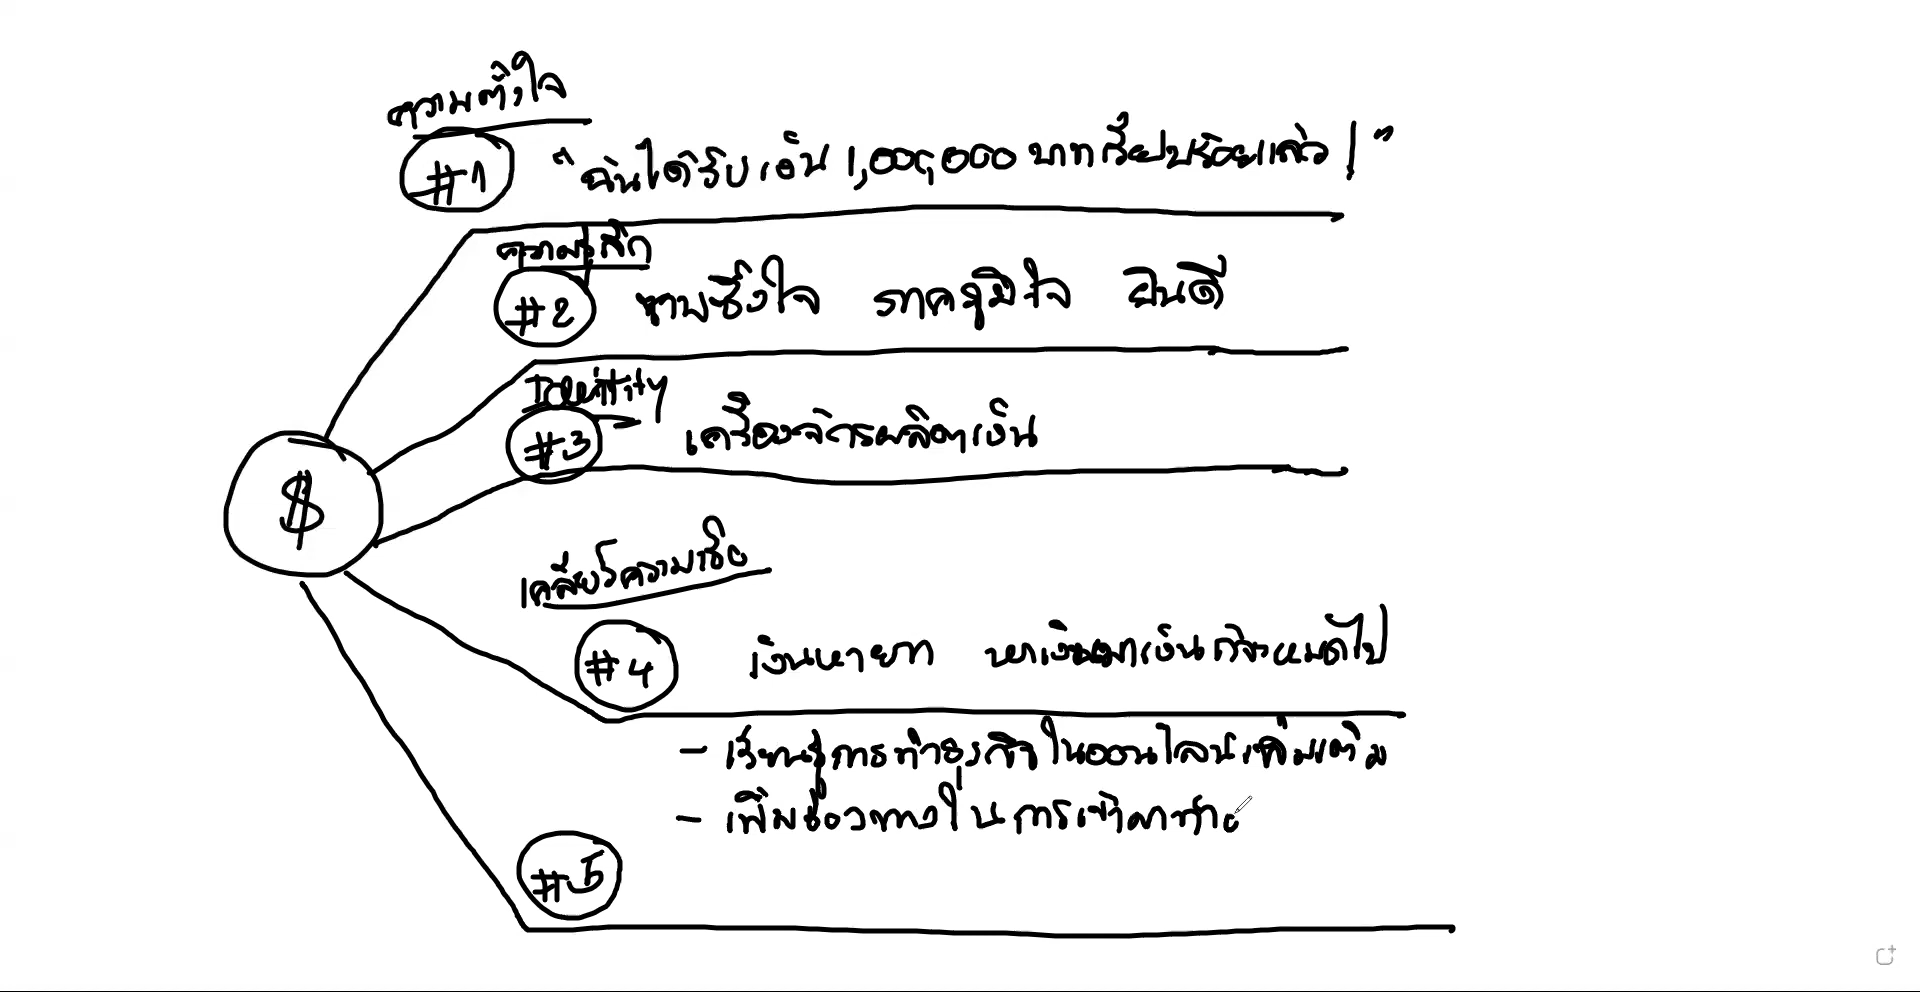 ความตั้งใจ
#1 "ฉันได้รับเงิน 1,000,000 บาทเรียบร้อยแล้ว!"
ความรู้สึก
#2 ซาบซึ้งใจ ภาคภูมิใจ ยินดี
Identity
#3 เครื่องจักรผลิตเงิน
$
เคลียร์ความเชื่อ
#4 เงินหายาก หาเงินมาเงินก็จะหมดไป
- เรียนรู้การทำธุรกิจในออนไลน์เพิ่มเติม
- เพิ่มช่องทางในการเข้า
#5